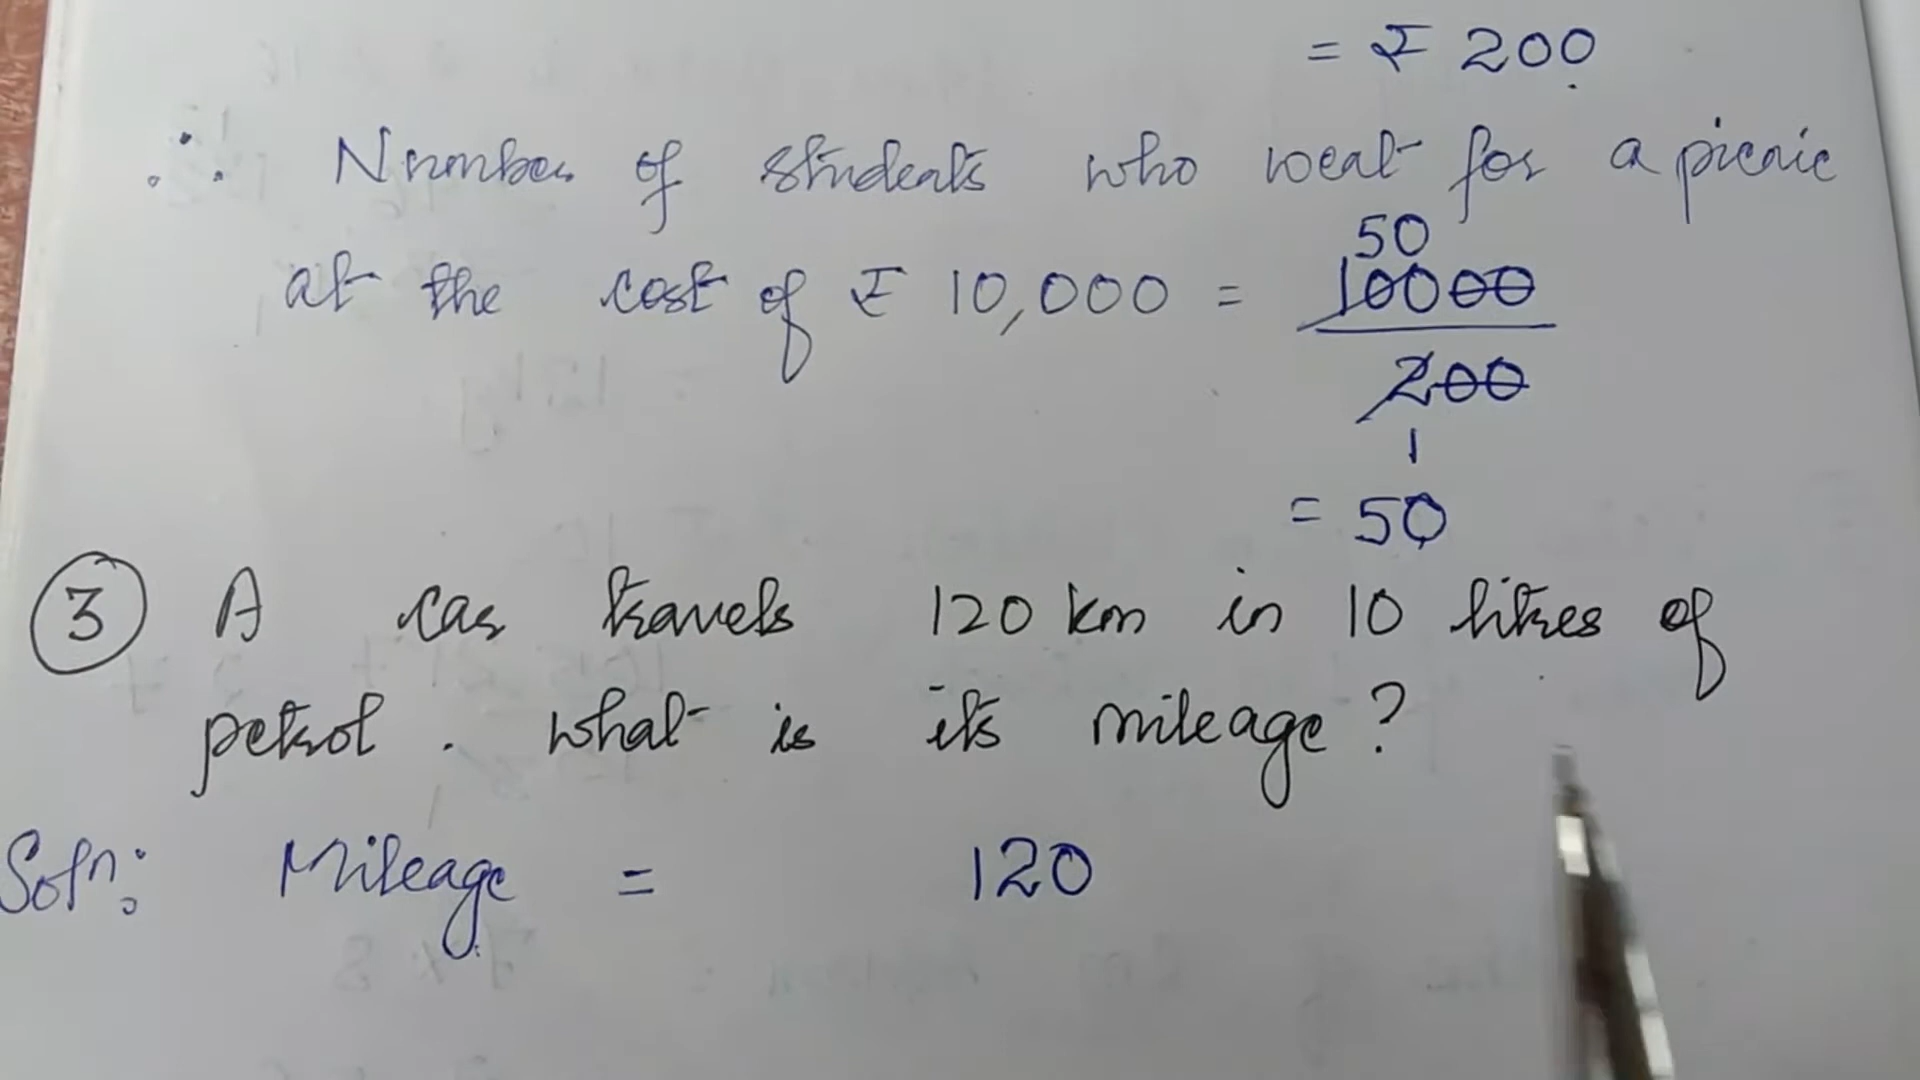 = ₹ 200
∴ Number of students who went for a picnic
50
at the cost of ₹ 10,000 = 10000
200
1
= 50
3 A car travels 120 km in 10 litres of
petrol. what is its mileage?
Soln: Mileage = 120